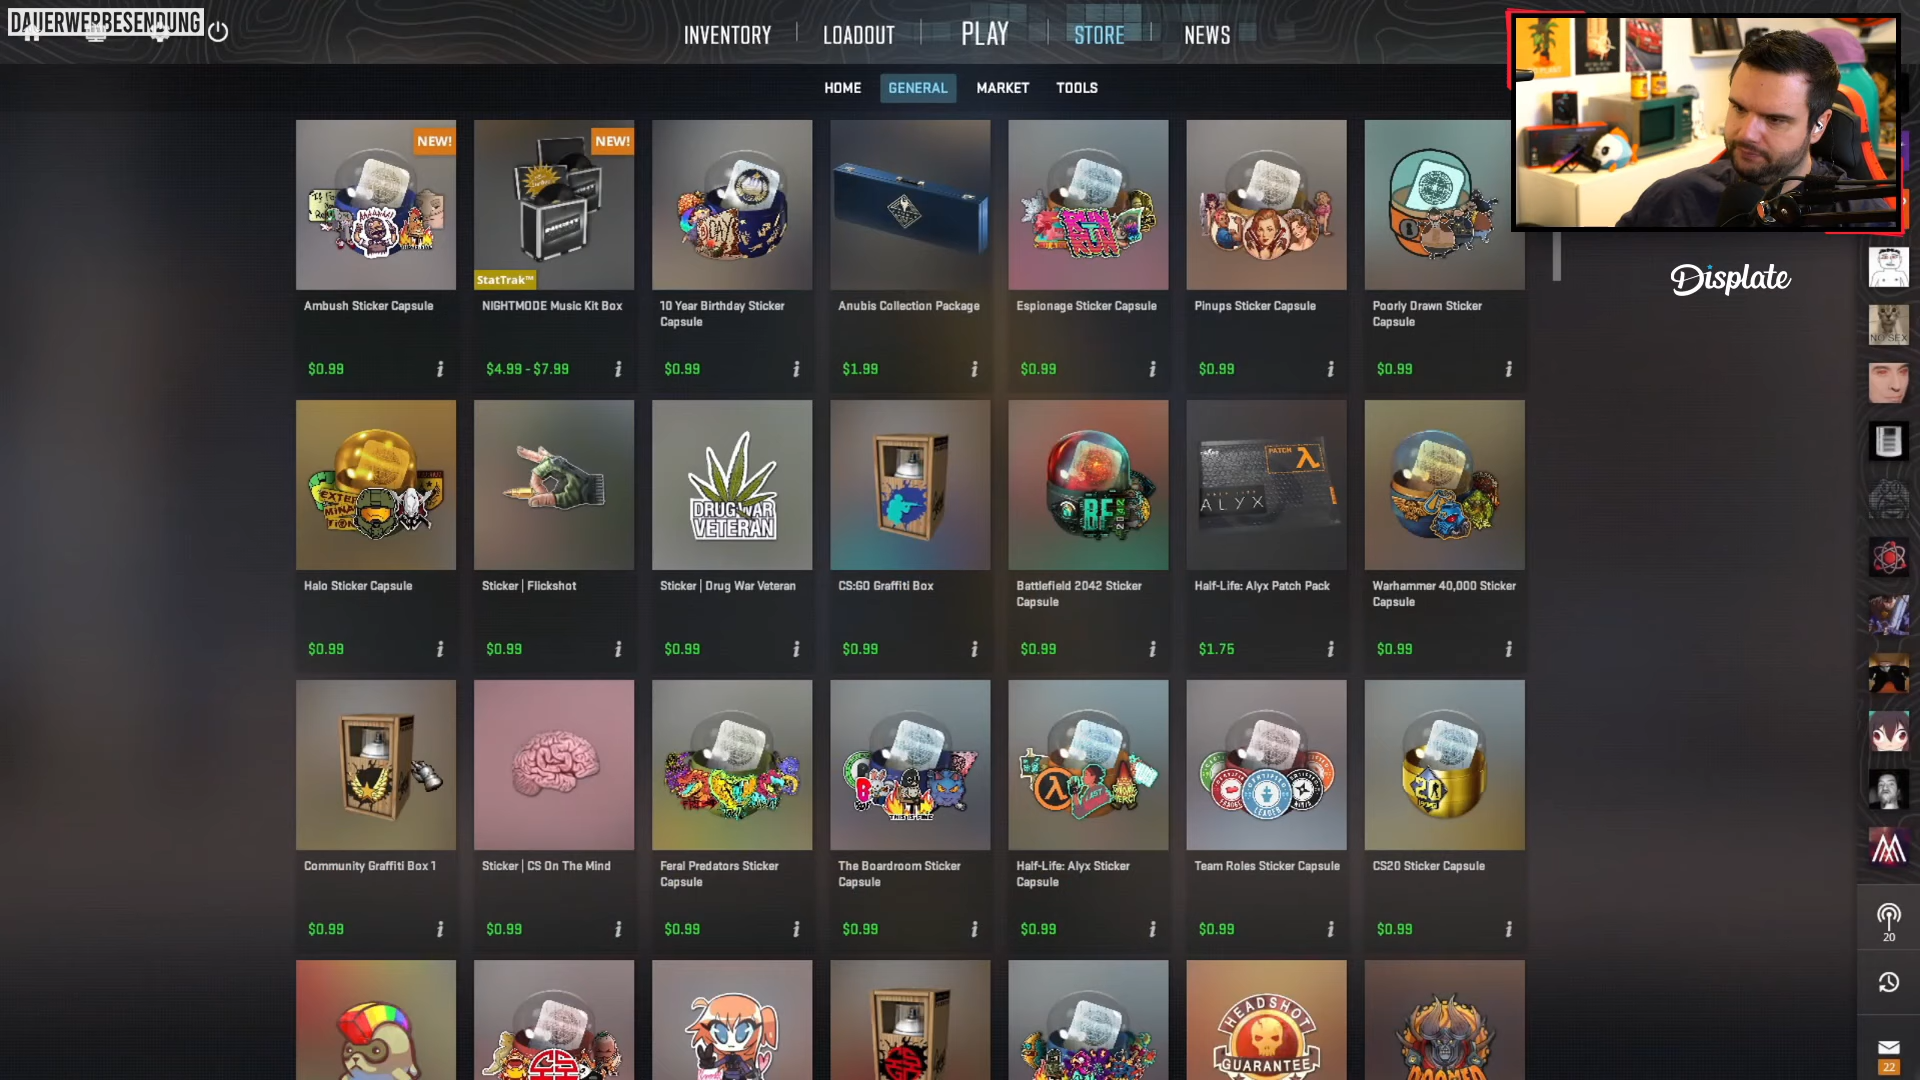 DAUERWERBESENDUNG
INVENTORY
LOADOUT
PLAY
STORE
NEWS
HOME
GENERAL
MARKET
TOOLS
NEW!
NEW!
StatTrak™
Ambush Sticker Capsule
NIGHTMODE Music Kit Box
10 Year Birthday Sticker
Capsule
Anubis Collection Package
Espionage Sticker Capsule
Pinups Sticker Capsule
Poorly Drawn Sticker
Capsule
$0.99
$4.99 - $7.99
$0.99
$1.99
$0.99
$0.99
$0.99
Displate
DRUG WAR
VETERAN
ALYX
PATCH
Halo Sticker Capsule
Sticker | Flickshot
Sticker | Drug War Veteran
CS:GO Graffiti Box
Battlefield 2042 Sticker
Capsule
Half-Life: Alyx Patch Pack
Warhammer 40,000 Sticker
Capsule
$0.99
$0.99
$0.99
$0.99
$0.99
$1.75
$0.99
NO SEX
Community Graffiti Box 1
Sticker | CS On The Mind
Feral Predators Sticker
Capsule
The Boardroom Sticker
Capsule
Half-Life: Alyx Sticker
Capsule
Team Roles Sticker Capsule
CS20 Sticker Capsule
$0.99
$0.99
$0.99
$0.99
$0.99
$0.99
$0.99
HEADSHOT
GUARANTEE
DOOMED
20
22